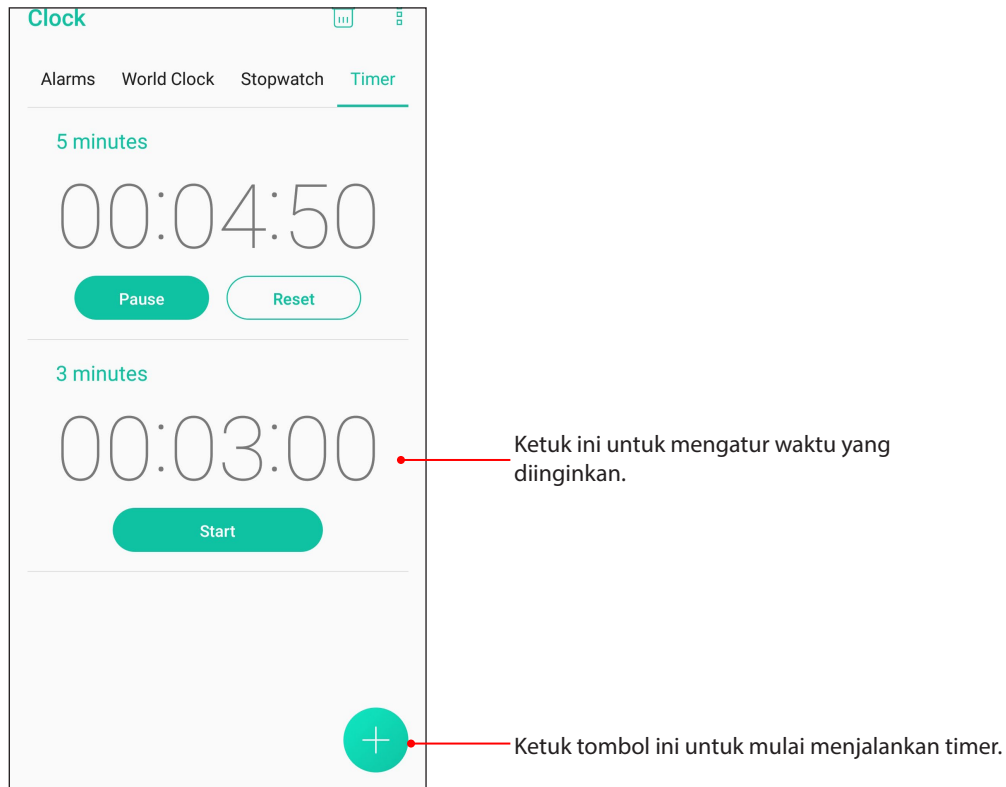 Clock
Alarms World Clock Stopwatch Timer
5 minutes
00:04:50
Pause Reset
3 minutes
00:03:00
Start
Ketuk ini untuk mengatur waktu yang
diinginkan.
Ketuk tombol ini untuk mulai menjalankan timer.